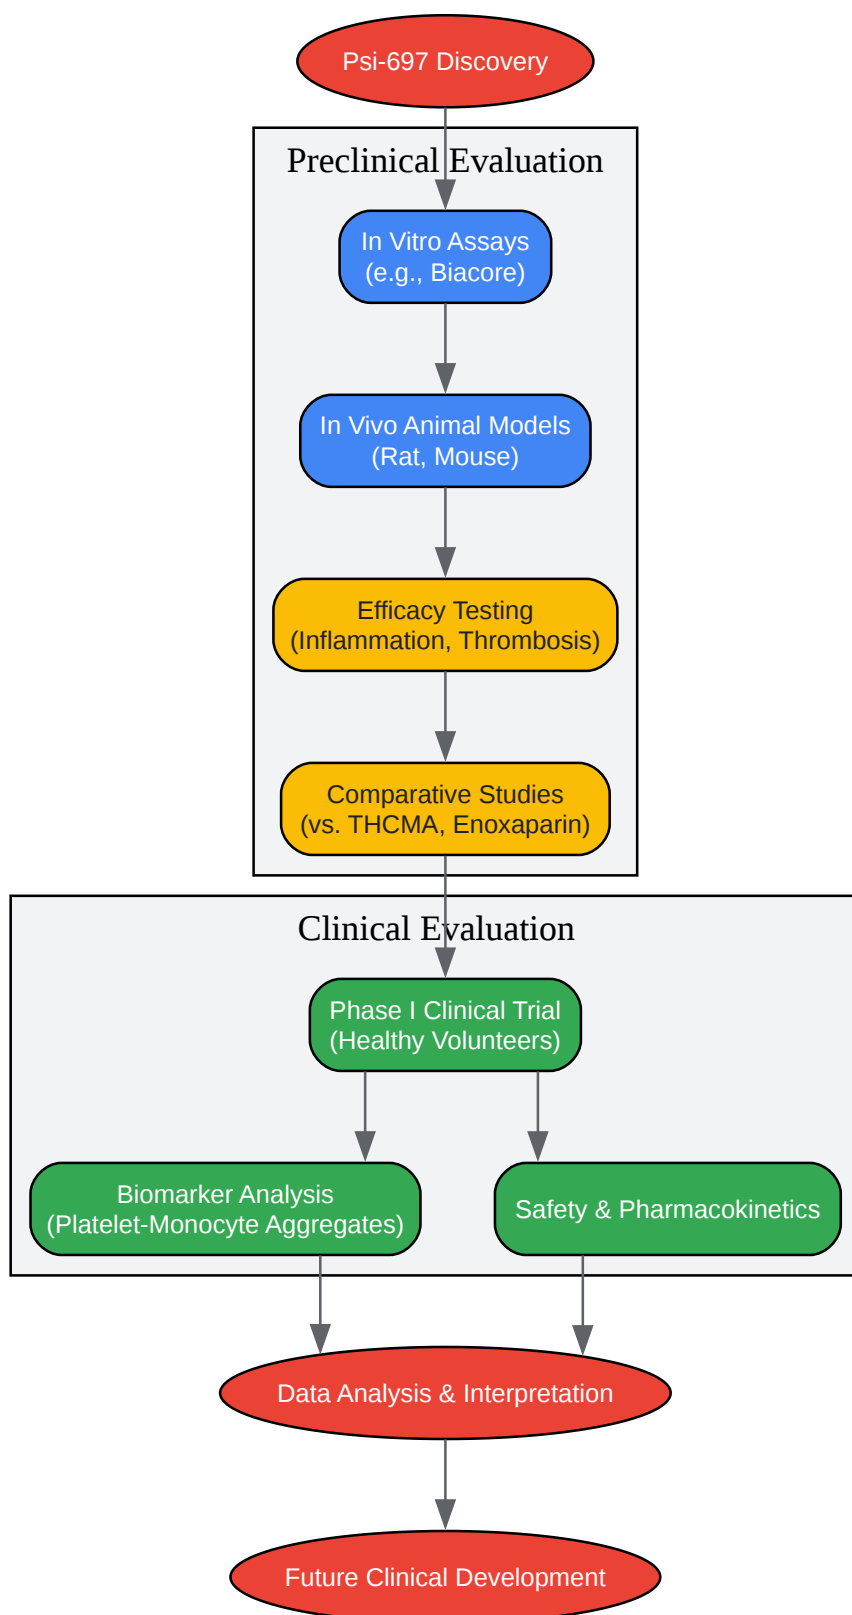 Psi-697 Discovery
Preclinical Evaluation
In Vitro Assays
(e.g., Biacore)
In Vivo Animal Models
(Rat, Mouse)
Efficacy Testing
(Inflammation, Thrombosis)
Comparative Studies
(vs. THCMA, Enoxaparin)
Clinical Evaluation
Phase I Clinical Trial
(Healthy Volunteers)
Biomarker Analysis
(Platelet-Monocyte Aggregates)
Safety & Pharmacokinetics
Data Analysis & Interpretation
Future Clinical Development